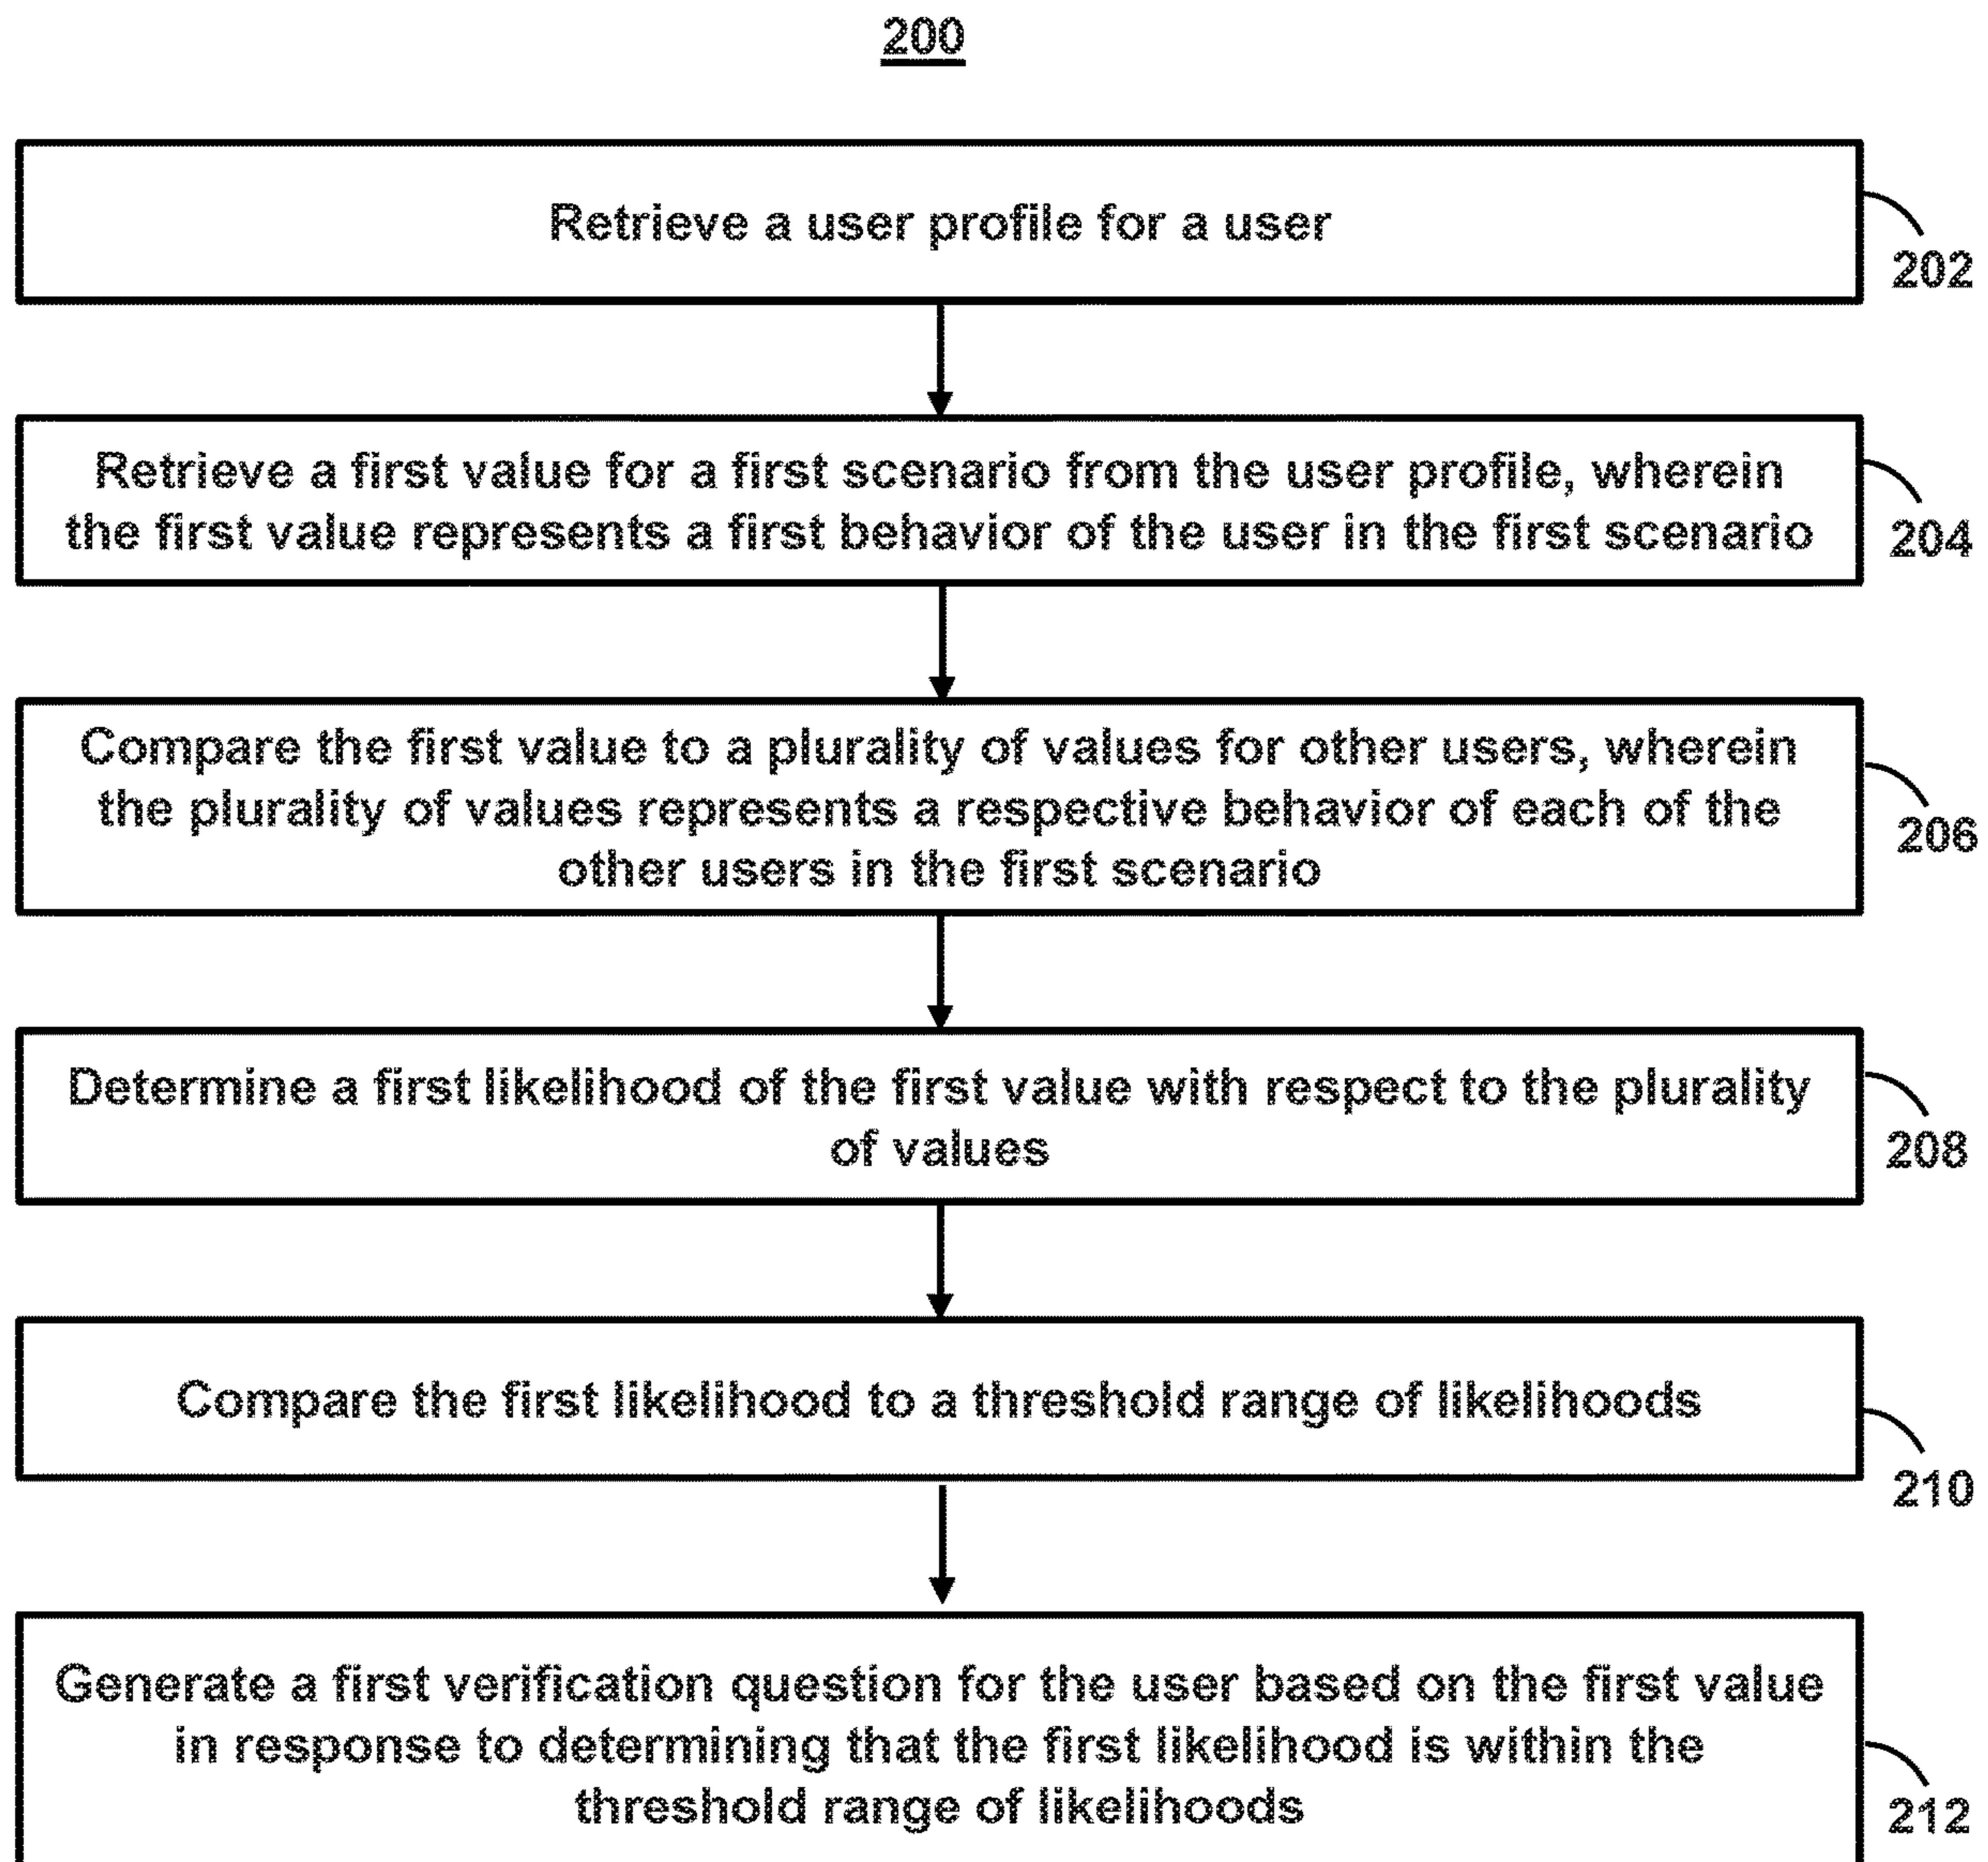 200
Retrieve a user profile for a user
202
Retrieve a first value for a first scenario from the user profile, wherein
the first value represents a first behavior of the user in the first scenario
204
Compare the first value to a plurality of values for other users, wherein
the plurality of values represents a respective behavior of each of the
other users in the first scenario
206
Determine a first likelihood of the first value with respect to the plurality
of values
208
Compare the first likelihood to a threshold range of likelihoods
210
Generate a first verification question for the user based on the first value
in response to determining that the first likelihood is within the
threshold range of likelihoods
212